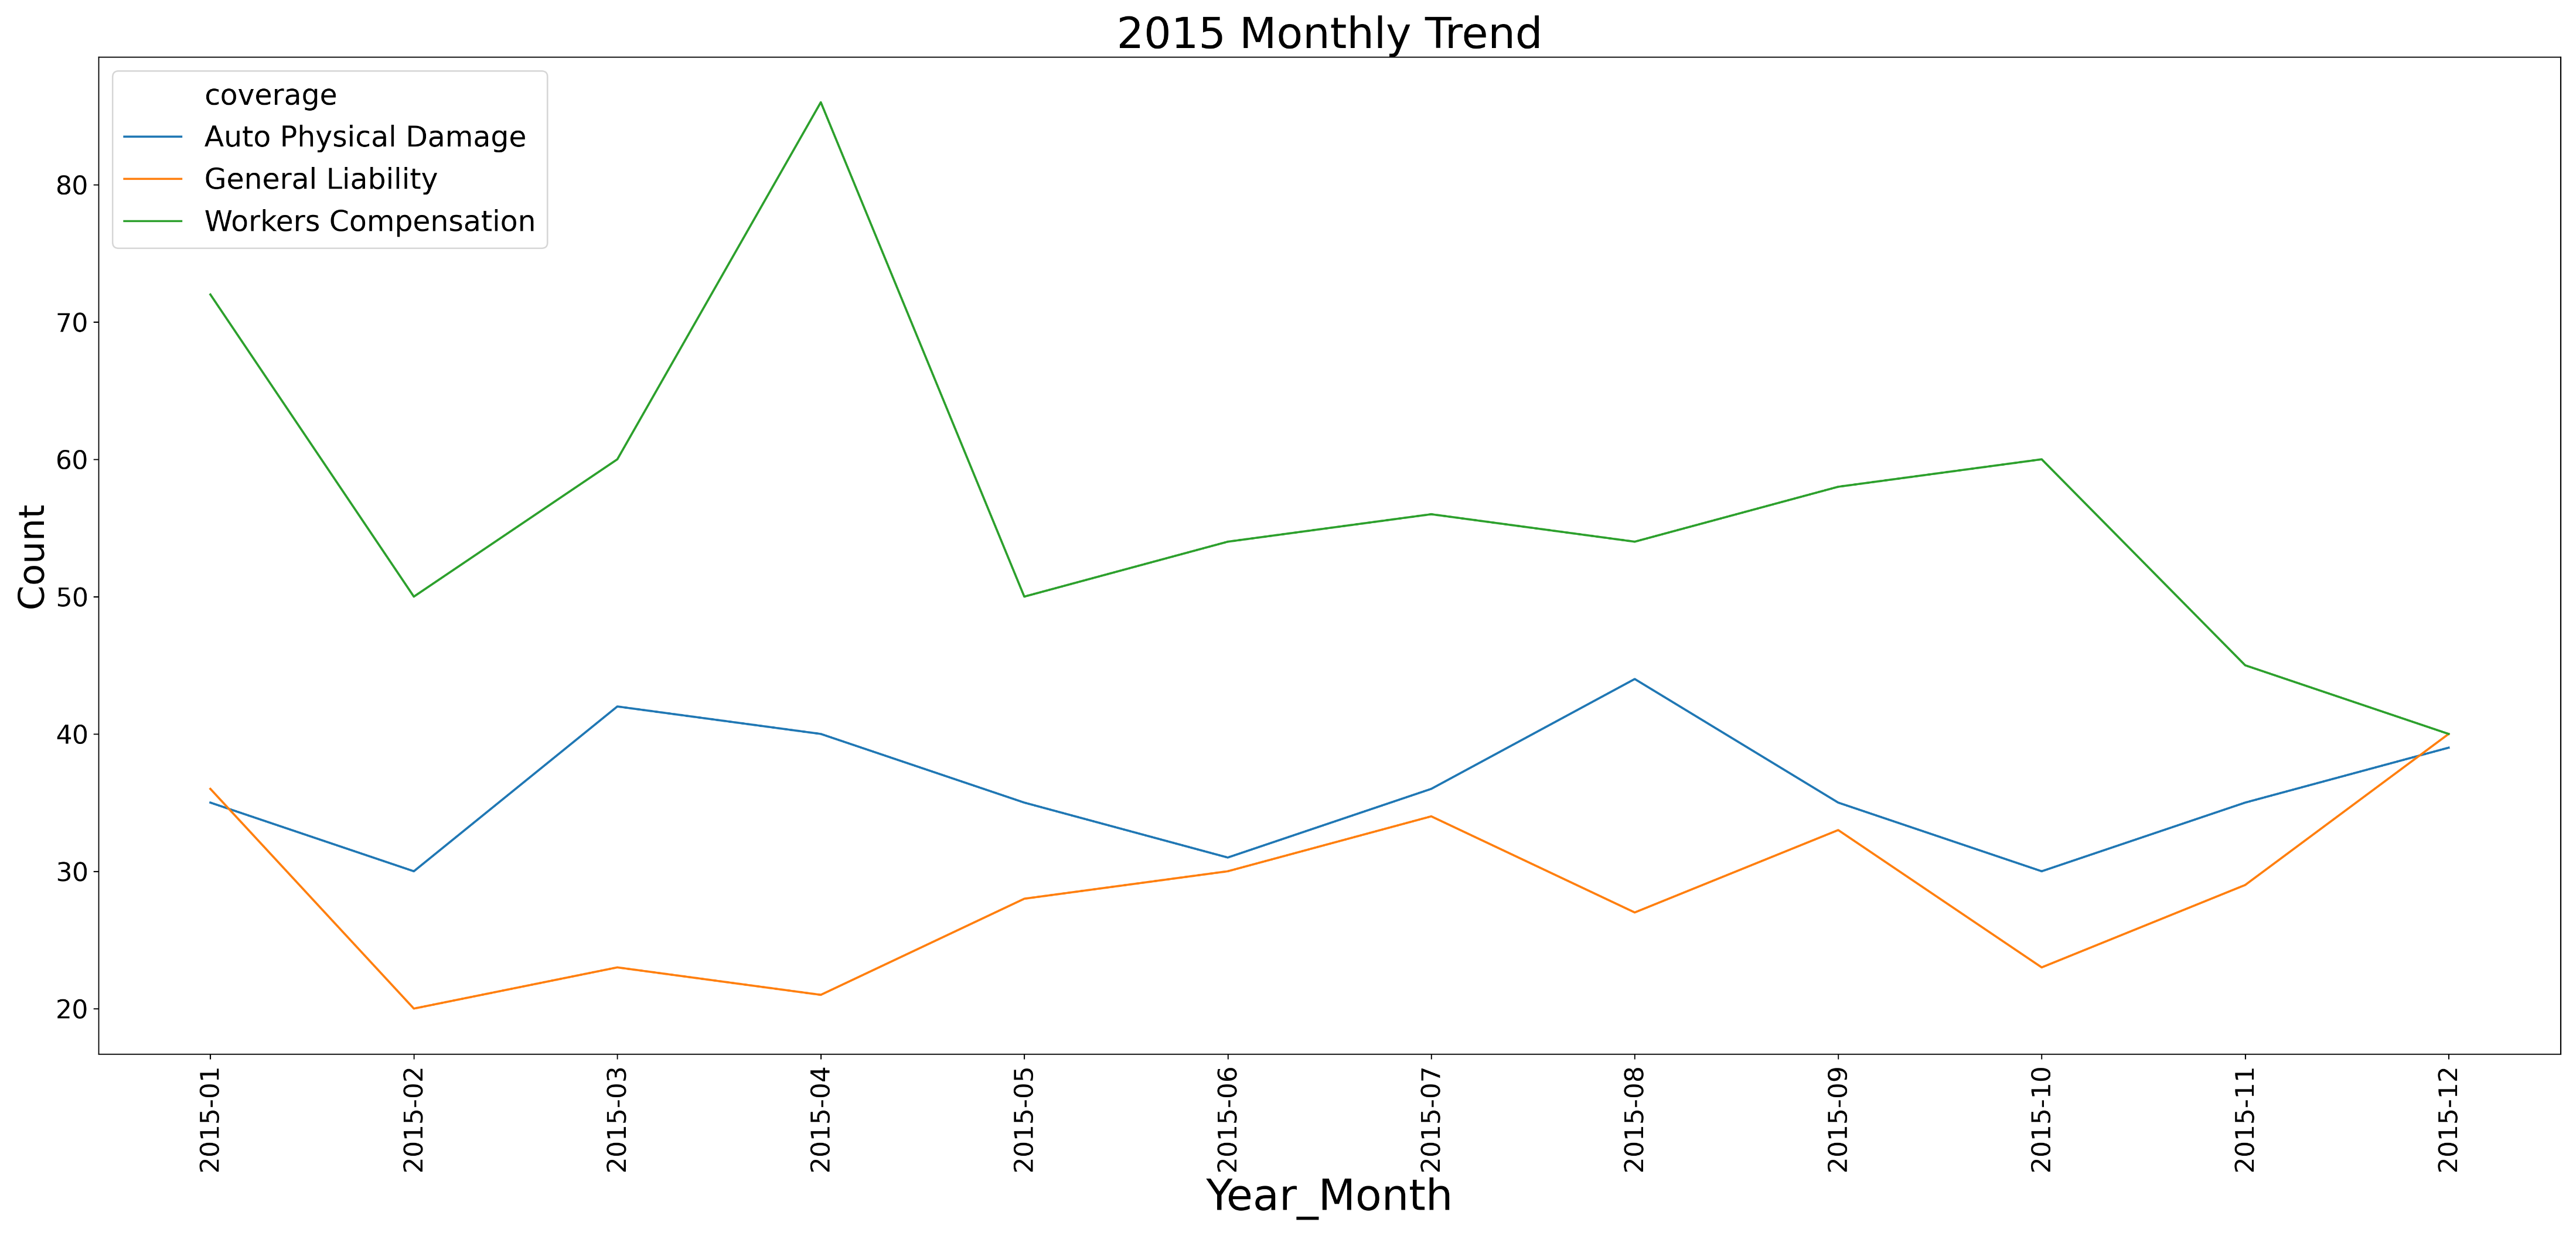 2015 Monthly Trend
coverage
Auto Physical Damage
General Liability
Workers Compensation
Count
80
70
60
50
40
30
20
2015-01
2015-02
2015-03
2015-04
2015-05
2015-06
2015-07
2015-08
2015-09
2015-10
2015-11
2015-12
Year_Month